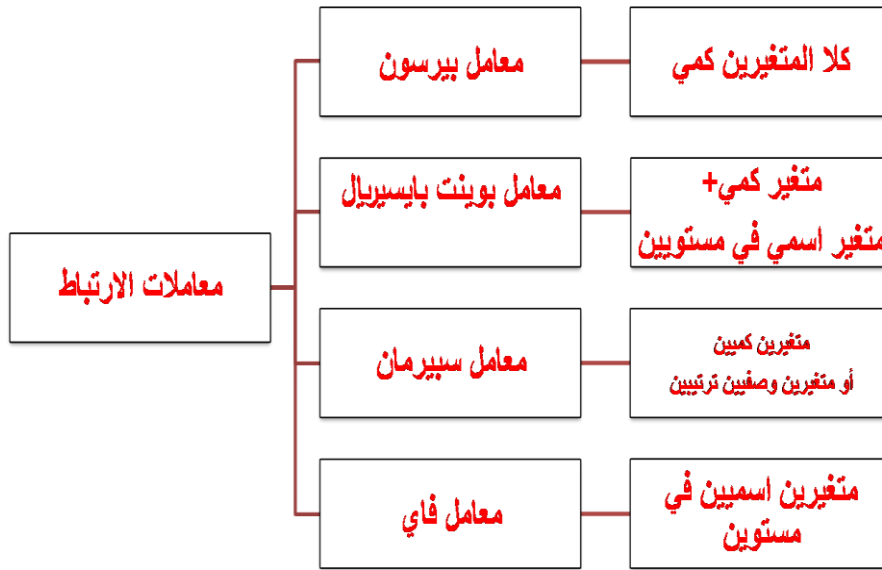 معاملات الارتباط
معامل بيرسون
كلا المتغيرين كمي
معامل بوينت بايسيريال
متغير كمي+
متغير اسمي في مستويين
معامل سبيرمان
متغيرين كميين
أو متغيرين وصفيين ترتيبين
معامل فاي
متغيرين اسميين في
مستوين